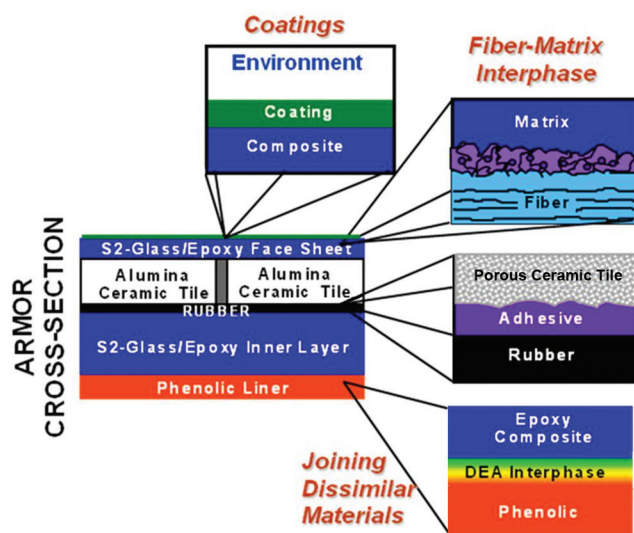 Coatings
Environment
Coating
Composite
Fiber-Matrix
Interphase
Matrix
Fiber
ARMOR
CROSS-SECTION
S2-Glass/Epoxy Face Sheet
Alumina
Ceramic Tile
Alumina
Ceramic Tile
RUBBER
S2-Glass/Epoxy Inner Layer
Phenolic Liner
Porous Ceramic Tile
Adhesive
Rubber
Joining
Dissimilar
Materials
Epoxy
Composite
DEA Interphase
Phenolic